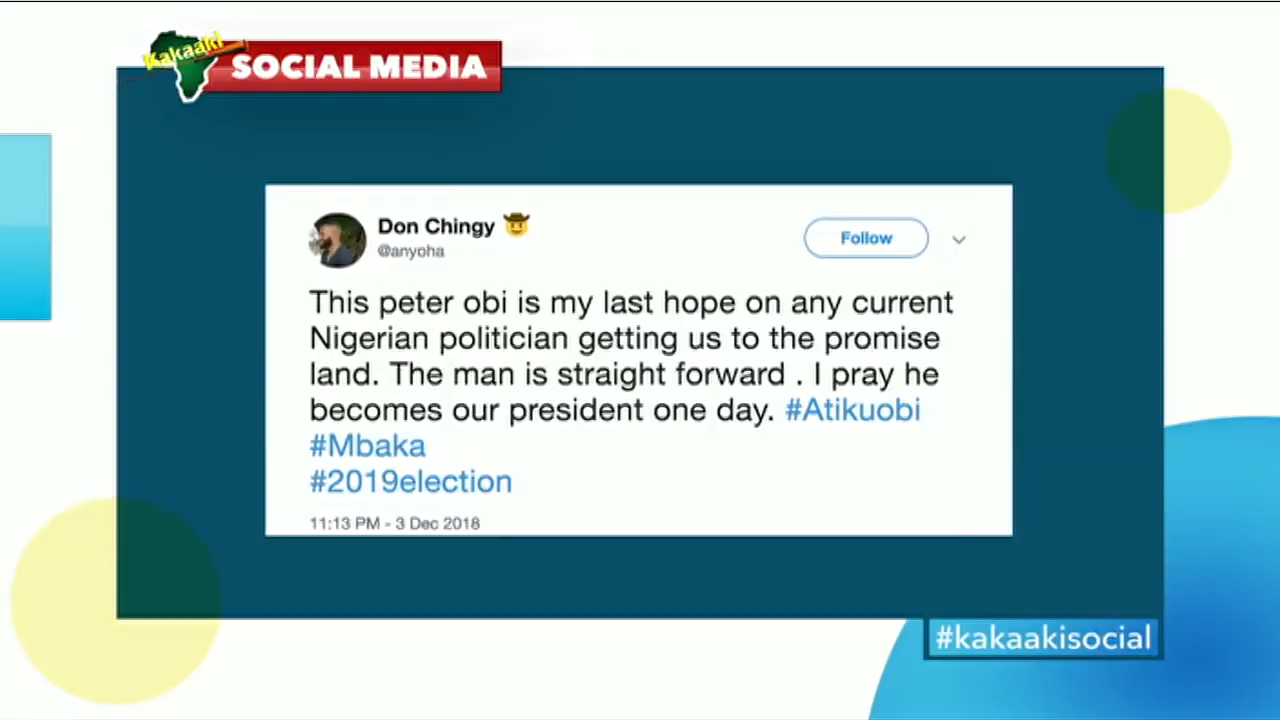 Kakaaki
SOCIAL MEDIA
Don Chingy
@anyoha
Follow
This peter obi is my last hope on any current
Nigerian politician getting us to the promise
land. The man is straight forward . I pray he
becomes our president one day. #Atikuobi
#Mbaka
#2019election
11:13 PM - 3 Dec 2018
#kakaakisocial